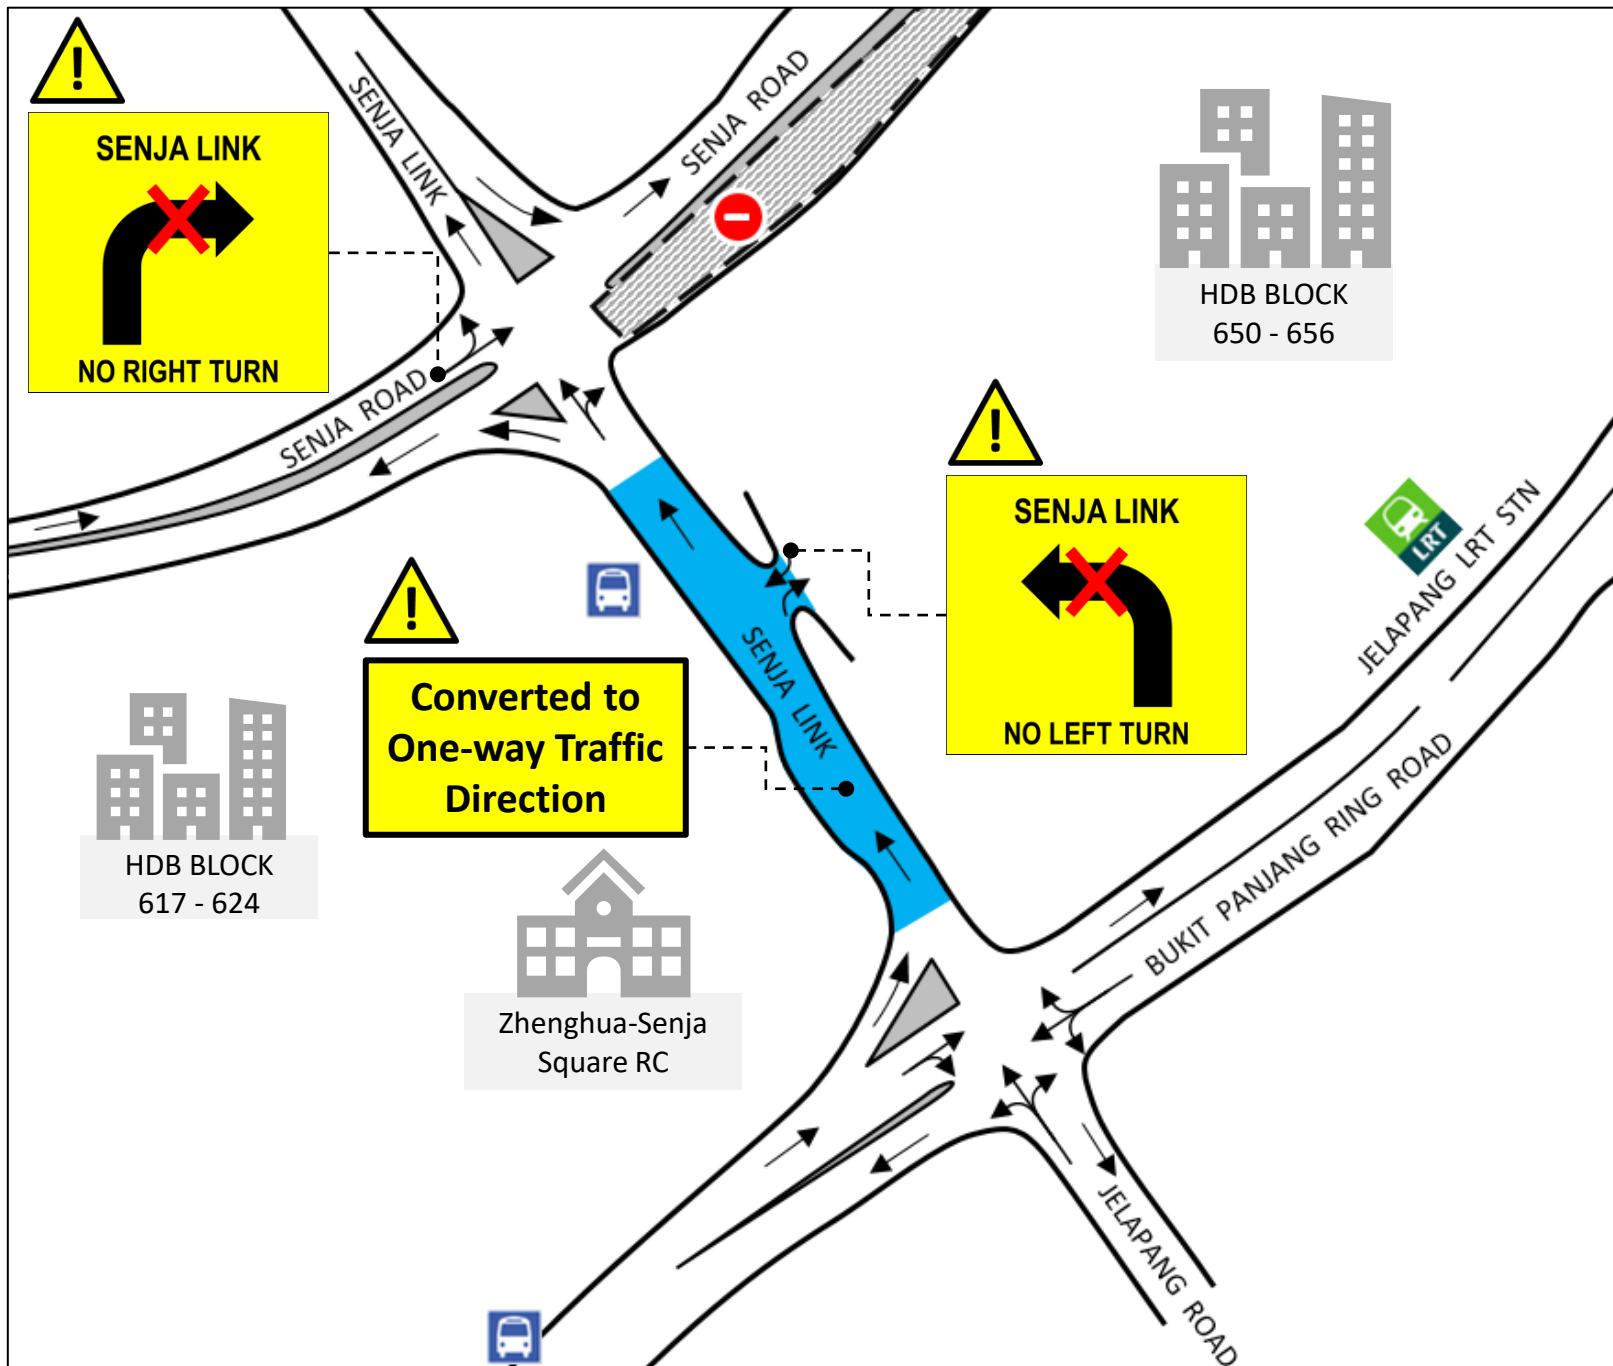 !
SENJA LINK
NO RIGHT TURN
SENJA LINK
SENJA ROAD
HDB BLOCK
650 - 656
SENJA ROAD
!
SENJA LINK
NO LEFT TURN
LRT
JELAPANG LRT STN
!
Converted to
One-way Traffic
Direction
SENJA LINK
HDB BLOCK
617 - 624
BUKIT PANJANG RING ROAD
Zhenghua-Senja
Square RC
JELAPANG ROAD